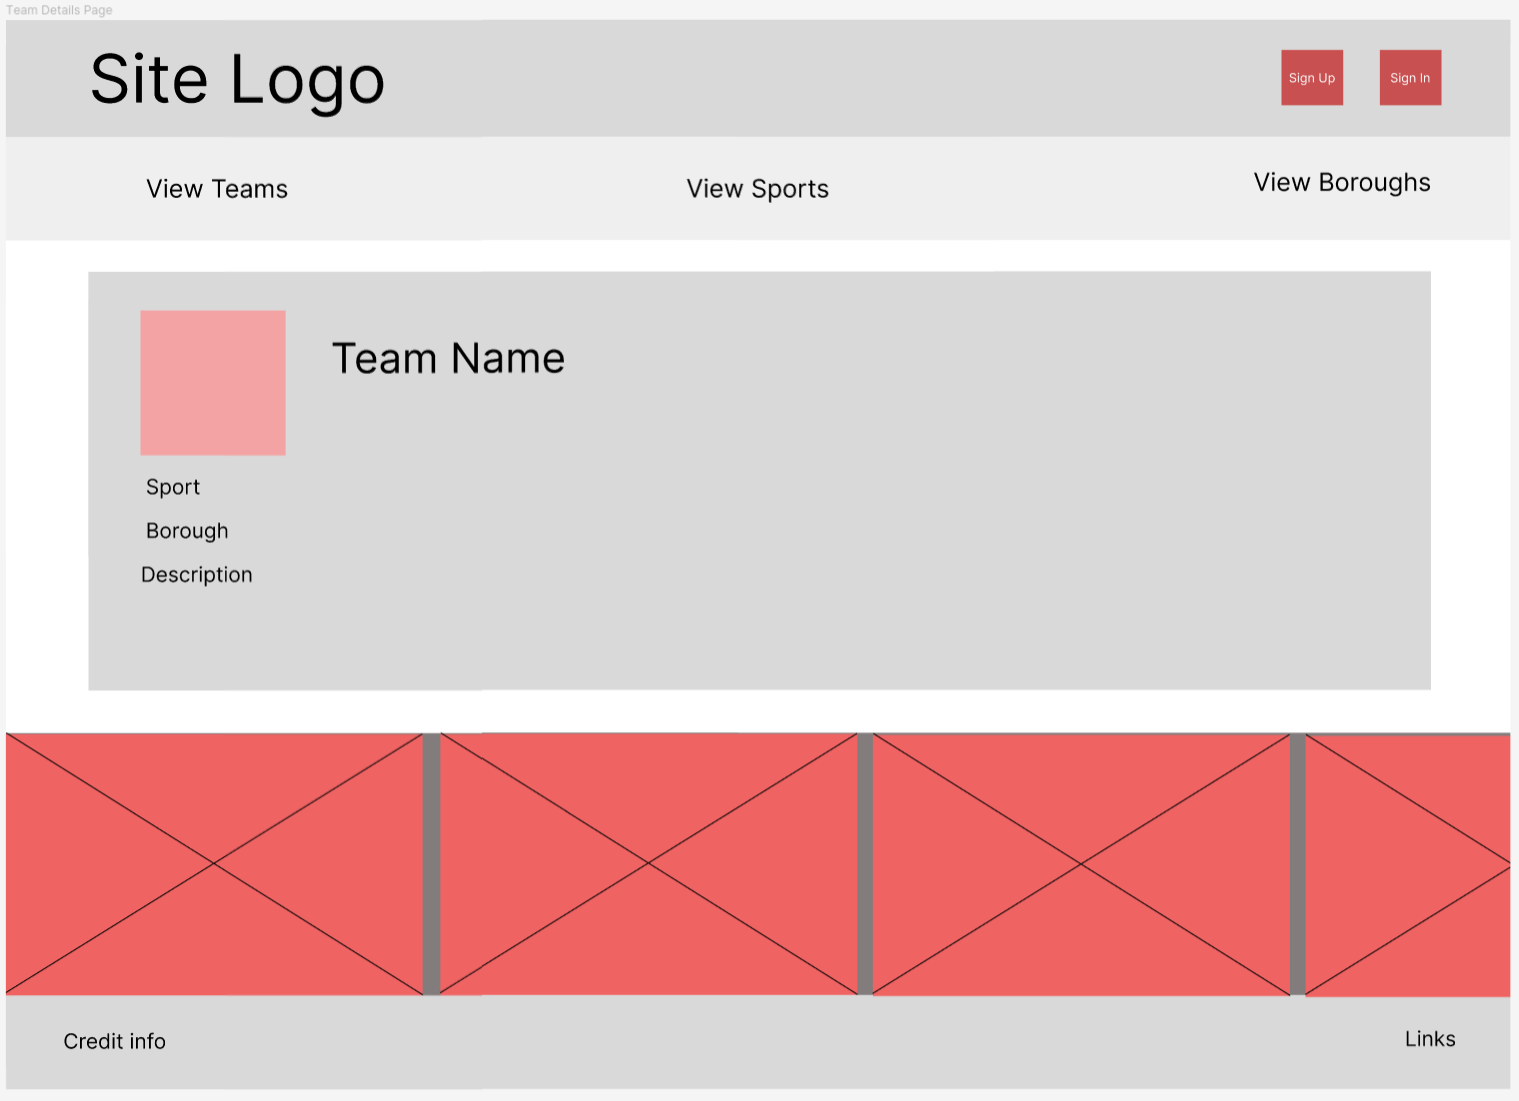 Team Details Page
Site Logo
Sign Up
Sign In
View Teams
View Sports
View Boroughs
Team Name
Sport
Borough
Description
Credit info
Links